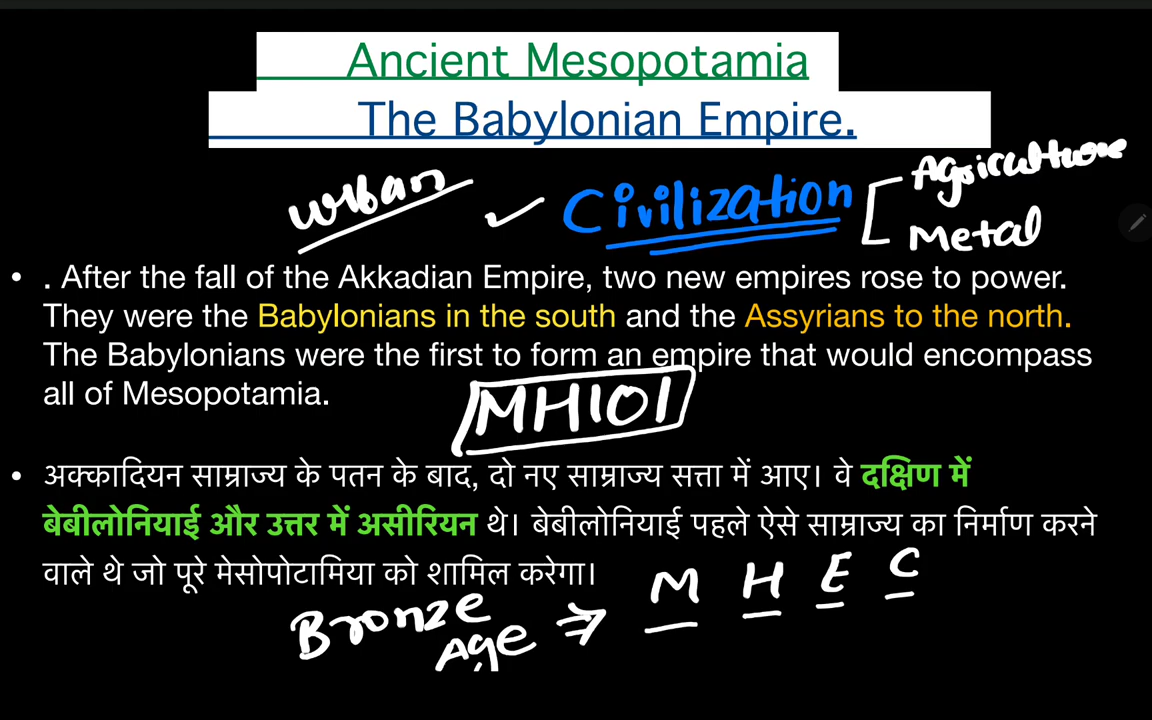 Ancient Mesopotamia
The Babylonian Empire.
Urban ✓ Civilization Agriculture
Metal
• . After the fall of the Akkadian Empire, two new empires rose to power.
They were the Babylonians in the south and the Assyrians to the north.
The Babylonians were the first to form an empire that would encompass
all of Mesopotamia.
MH101
• अक्कादियन साम्राज्य के पतन के बाद, दो नए साम्राज्य सत्ता में आए। वे दक्षिण में
बेबीलोनियाई और उत्तर में असीरियन थे। बेबीलोनियाई पहले ऐसे साम्राज्य का निर्माण करने
वाले थे जो पूरे मेसोपोटामिया को शामिल करेगा।
Bronze
Age ⇒ M H E C